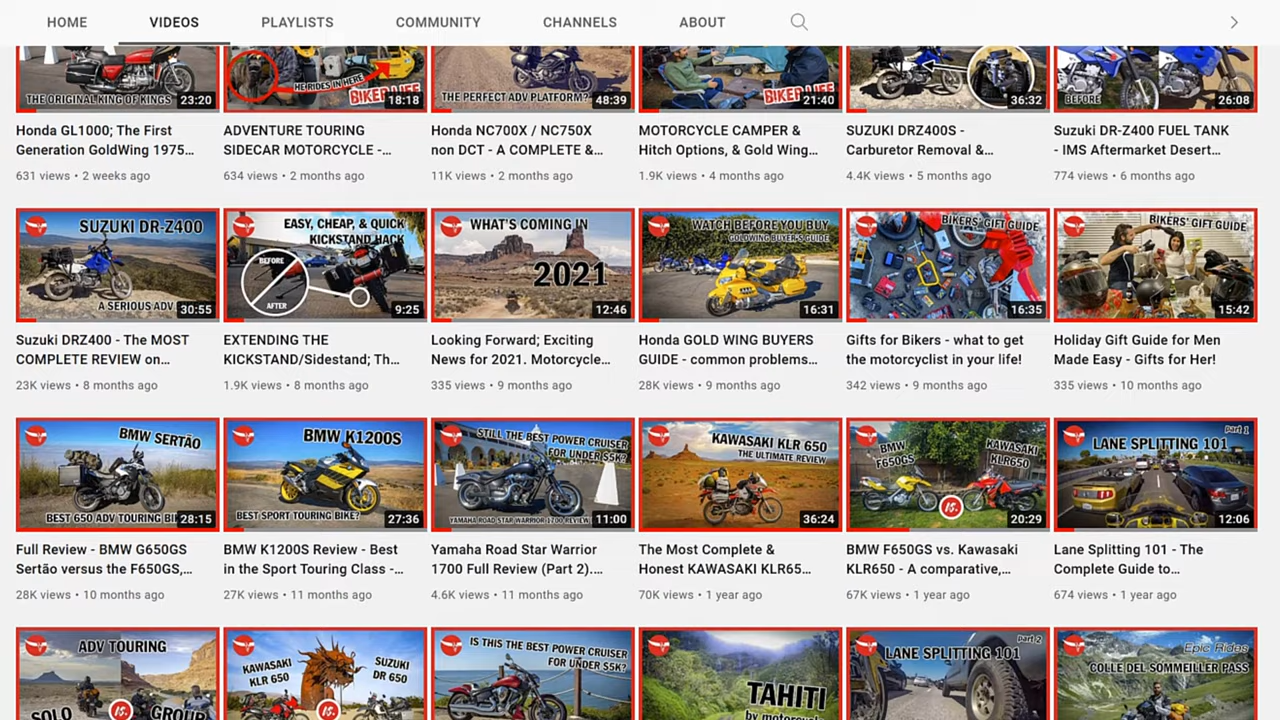 HOME
VIDEOS
PLAYLISTS
COMMUNITY
CHANNELS
ABOUT
THE ORIGINAL KING OF KINGS
23:20
HE RIDES IN HERE
BIKER LIFE
18:18
THE PERFECT ADV PLATFORM?
48:39
BIKER LIFE
21:40
36:32
BEFORE
26:08
Honda GL1000; The First
Generation GoldWing 1975...
631 views • 2 weeks ago
ADVENTURE TOURING
SIDECAR MOTORCYCLE -...
634 views • 2 months ago
Honda NC700X / NC750X
non DCT - A COMPLETE &...
11K views • 2 months ago
MOTORCYCLE CAMPER &
Hitch Options, & Gold Wing...
1.9K views • 4 months ago
SUZUKI DRZ400S -
Carburetor Removal &...
4.4K views • 5 months ago
Suzuki DR-Z400 FUEL TANK
- IMS Aftermarket Desert...
774 views • 6 months ago
SUZUKI DR-Z400
A SERIOUS ADV
30:55
EASY, CHEAP, & QUICK
KICKSTAND HACK
BEFORE
AFTER
9:25
WHAT'S COMING IN
2021
12:46
WATCH BEFORE YOU BUY
GOLDWING BUYER'S GUIDE
16:31
BIKERS' GIFT GUIDE
16:35
BIKERS' GIFT GUIDE
15:42
Suzuki DRZ400 - The MOST
COMPLETE REVIEW on...
23K views • 8 months ago
EXTENDING THE
KICKSTAND/Sidestand; Th...
1.9K views • 8 months ago
Looking Forward; Exciting
News for 2021. Motorcycle...
335 views • 9 months ago
Honda GOLD WING BUYERS
GUIDE - common problems...
28K views • 9 months ago
Gifts for Bikers - what to get
the motorcyclist in your life!
342 views • 9 months ago
Holiday Gift Guide for Men
Made Easy - Gifts for Her!
335 views • 10 months ago
BMW SERTÃO
BEST 650 ADV TOURING BI
28:15
BMW K1200S
BEST SPORT TOURING BIKE?
27:36
STILL THE BEST POWER CRUISER
FOR UNDER $5K?
YAMAHA ROAD STAR WARRIOR 1700 REVIEW
11:00
KAWASAKI KLR 650
THE ULTIMATE REVIEW
36:24
BMW
F650GS
KAWASAKI
KLR650
VS.
20:29
Part 1
LANE SPLITTING 101
12:06
Full Review - BMW G650GS
Sertão versus the F650GS,...
28K views • 10 months ago
BMW K1200S Review - Best
in the Sport Touring Class -...
27K views • 11 months ago
Yamaha Road Star Warrior
1700 Full Review (Part 2)....
4.6K views • 11 months ago
The Most Complete &
Honest KAWASAKI KLR65...
70K views • 1 year ago
BMW F650GS vs. Kawasaki
KLR650 - A comparative,...
67K views • 1 year ago
Lane Splitting 101 - The
Complete Guide to...
674 views • 1 year ago
ADV TOURING
SOLO
VS.
GROUP
KAWASAKI
KLR 650
SUZUKI
DR 650
VS.
IS THIS THE BEST POWER CRUISER
FOR UNDER $5K?
TAHITI
by motorcycle
Part 2
LANE SPLITTING 101
Epic Rides
COLLE DEL SOMMEILLER PASS